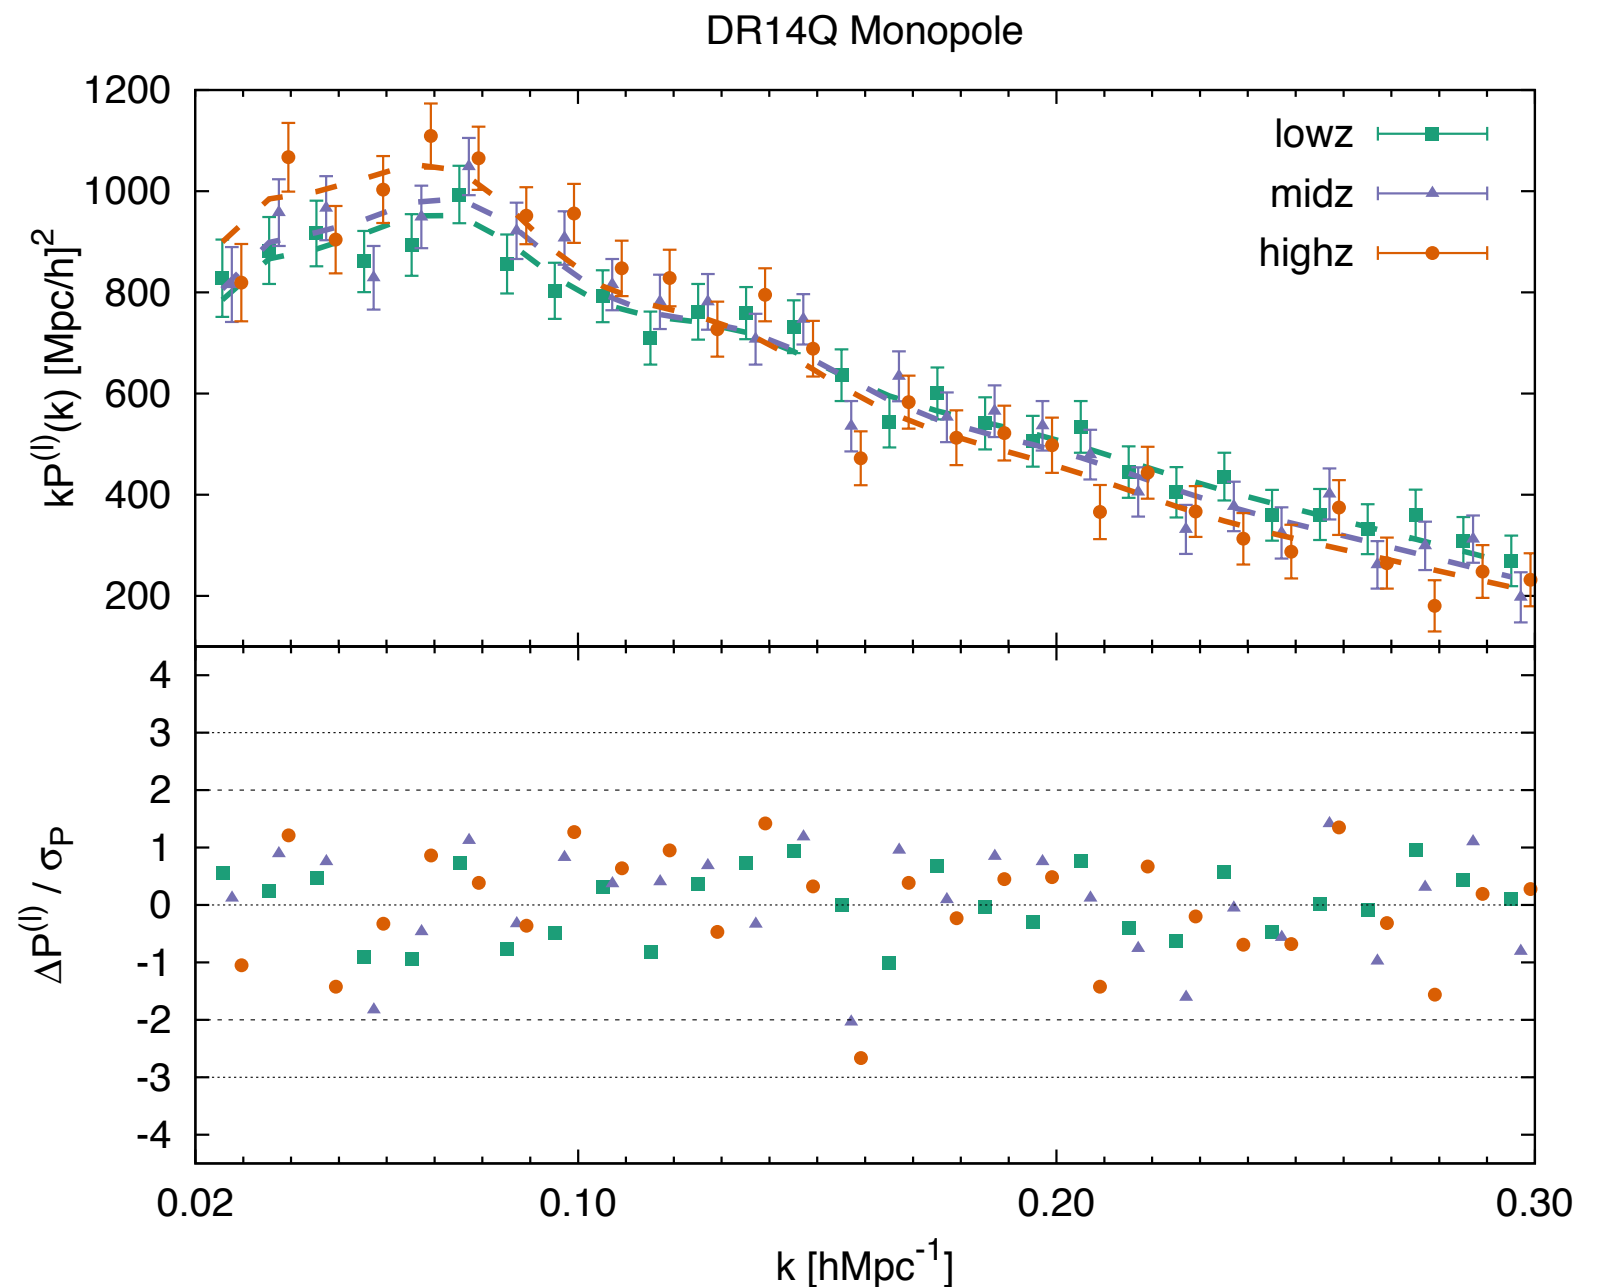 DR14Q Monopole
kP(l)(k) [Mpc/h]2
1200
1000
800
600
400
200
lowz
midz
highz
ΔP(l) / σP
4
3
2
1
0
-1
-2
-3
-4
0.02 0.10 0.20 0.30
k [hMpc-1]